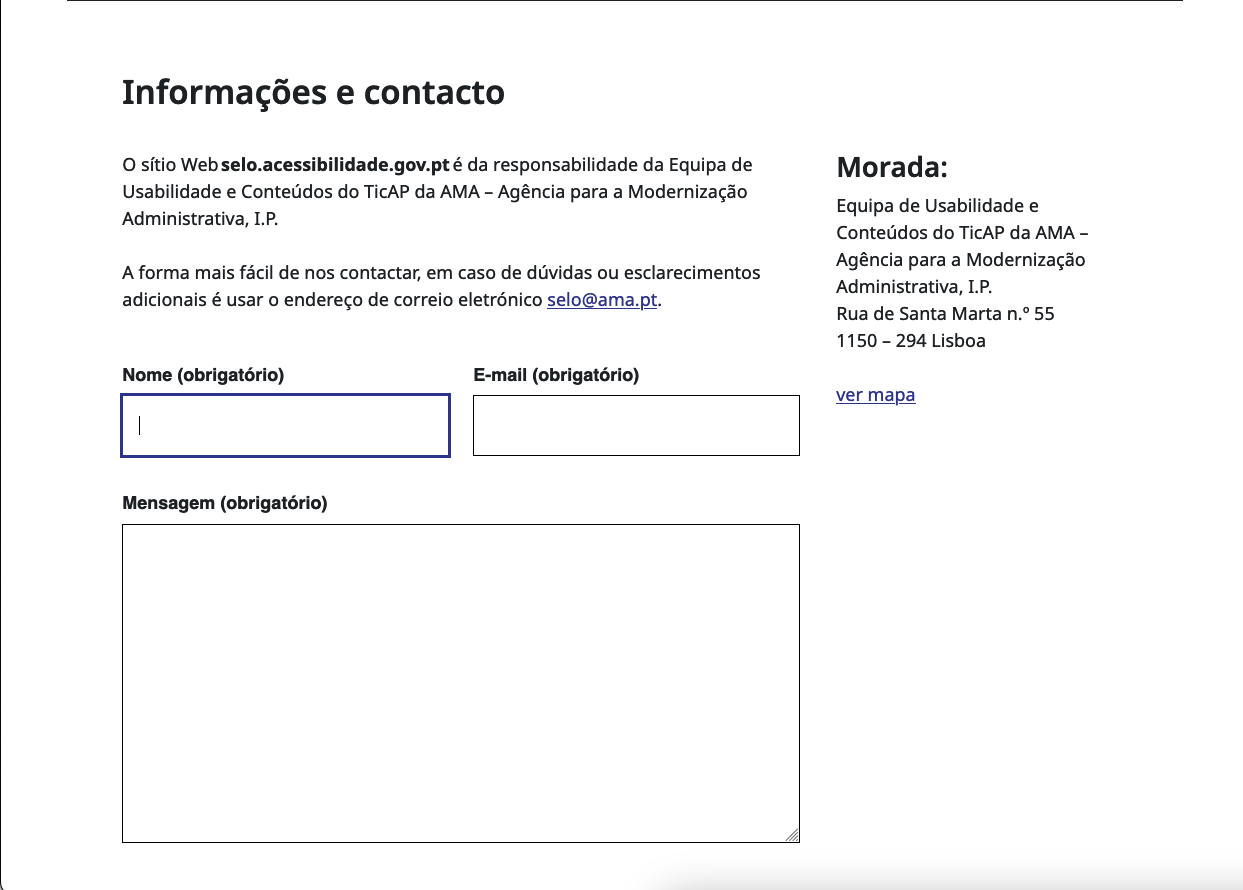 Informações e contacto
O sítio Web selo.acessibilidade.gov.pt é da responsabilidade da Equipa de
Usabilidade e Conteúdos do TicAP da AMA – Agência para a Modernização
Administrativa, I.P.
A forma mais fácil de nos contactar, em caso de dúvidas ou esclarecimentos
adicionais é usar o endereço de correio eletrónico selo@ama.pt.
Nome (obrigatório)
E-mail (obrigatório)
Mensagem (obrigatório)
Morada:
Equipa de Usabilidade e
Conteúdos do TicAP da AMA –
Agência para a Modernização
Administrativa, I.P.
Rua de Santa Marta n.º 55
1150 – 294 Lisboa
ver mapa